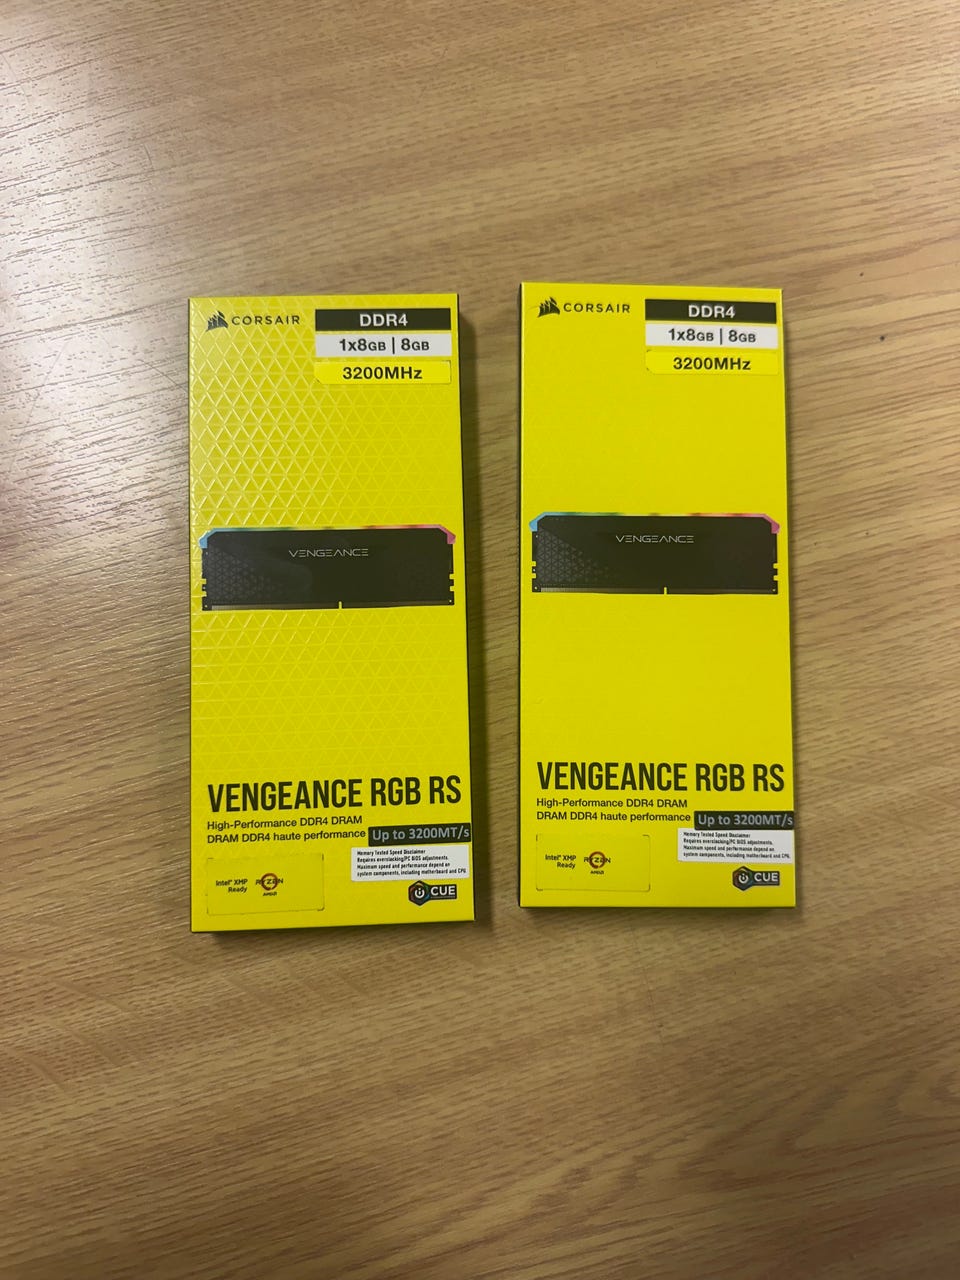 CORSAIR
DDR4
1x8GB | 8GB
3200MHz
VENGEANCE
VENGEANCE RGB RS
High-Performance DDR4 DRAM
DRAM DDR4 haute performance
Up to 3200MT/s
Memory Tested Speed Disclaimer
Requires overclocking/PC BIOS adjustments.
Maximum speed and performance depend on
system components, including motherboard and CPU.
Intel® XMP
Ready
RYZEN
AMD
CUE
CORSAIR
DDR4
1x8GB | 8GB
3200MHz
VENGEANCE
VENGEANCE RGB RS
High-Performance DDR4 DRAM
DRAM DDR4 haute performance
Up to 3200MT/s
Memory Tested Speed Disclaimer
Requires overclocking/PC BIOS adjustments.
Maximum speed and performance depend on
system components, including motherboard and CPU.
Intel® XMP
Ready
RYZEN
AMD
CUE